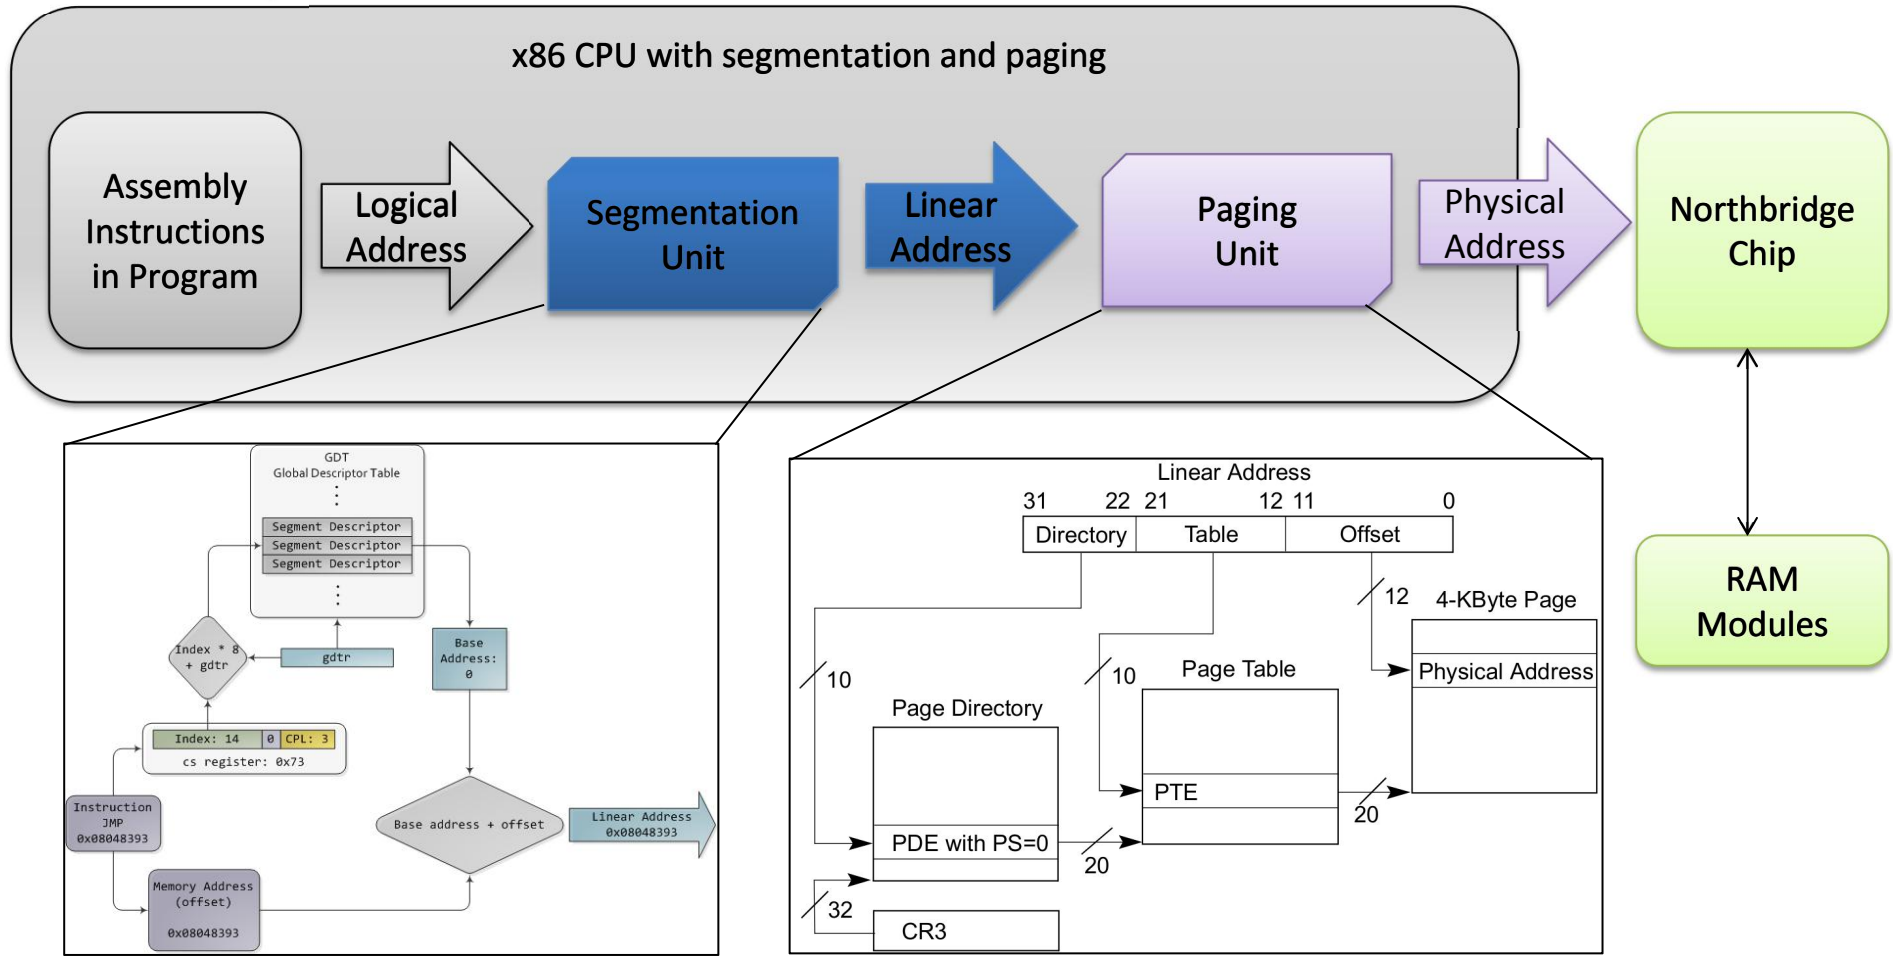 x86 CPU with segmentation and paging
Assembly
Instructions
in Program
Logical
Address
Segmentation
Unit
Linear
Address
Paging
Unit
Physical
Address
Northbridge
Chip
RAM
Modules
GDT
Global Descriptor Table
Segment Descriptor
Segment Descriptor
Segment Descriptor
Index * 8
+ gdtr
gdtr
Base
Address:
0
Index: 14
0
CPL: 3
cs register: 0x73
Instruction
JMP
0x08048393
Memory Address
(offset)
0x08048393
Base address + offset
Linear Address
0x08048393
Linear Address
31 22 21 12 11 0
Directory
Table
Offset
12
4-KByte Page
Physical Address
10
10
Page Table
PTE
20
Page Directory
PDE with PS=0
20
32
CR3